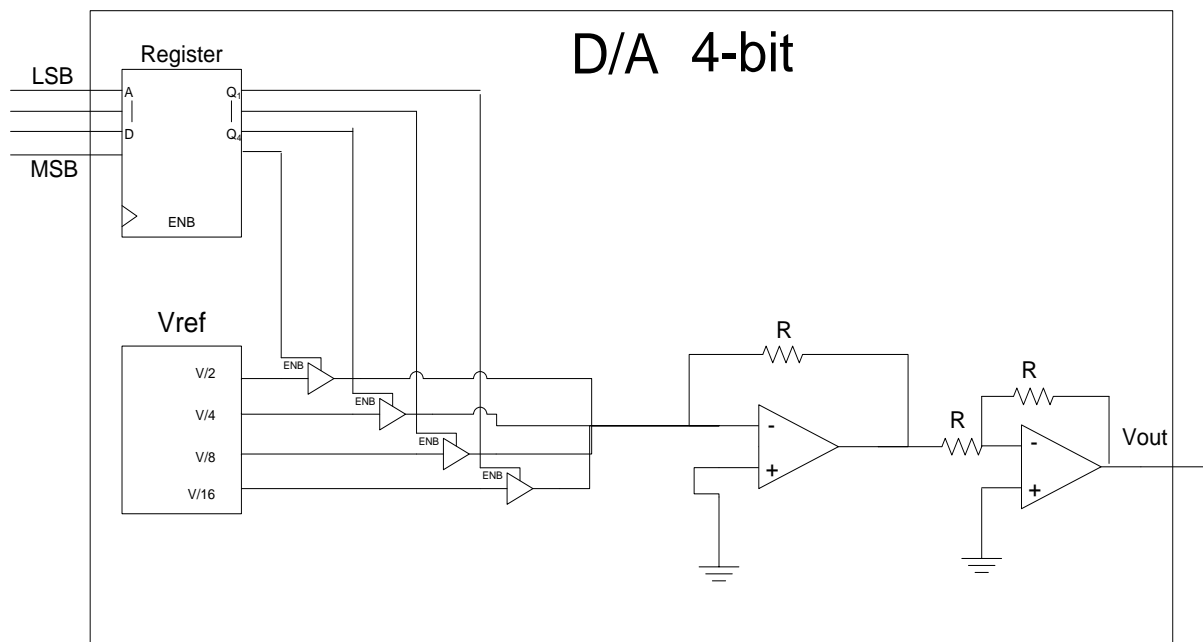 D/A 4-bit
Register
LSB
A
Q1
D
Q4
MSB
ENB
Vref
V/2
V/4
V/8
V/16
ENB
ENB
ENB
ENB
R
-
+
R
R
-
+
Vout